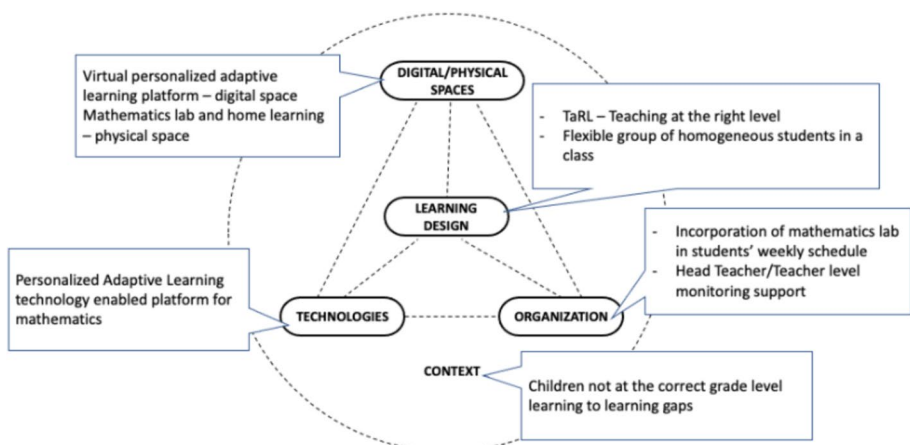 Virtual personalized adaptive
learning platform – digital space
Mathematics lab and home learning
– physical space
DIGITAL/PHYSICAL
SPACES
- TaRL – Teaching at the right level
- Flexible group of homogeneous students in a
class
LEARNING
DESIGN
- Incorporation of mathematics lab
in students' weekly schedule
- Head Teacher/Teacher level
monitoring support
Personalized Adaptive Learning
technology enabled platform for
mathematics
TECHNOLOGIES
ORGANIZATION
CONTEXT
Children not at the correct grade level
learning to learning gaps